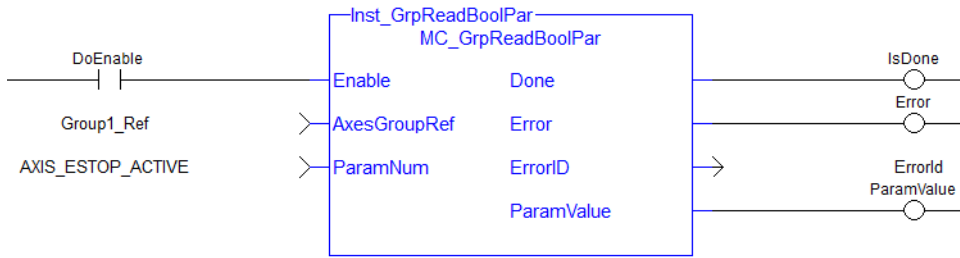 Inst_GrpReadBoolPar
MC_GrpReadBoolPar
DoEnable
IsDone
Enable
Done
Error
Group1_Ref
AxesGroupRef
Error
AXIS_ESTOP_ACTIVE
ParamNum
ErrorID
ErrorId
ParamValue
ParamValue